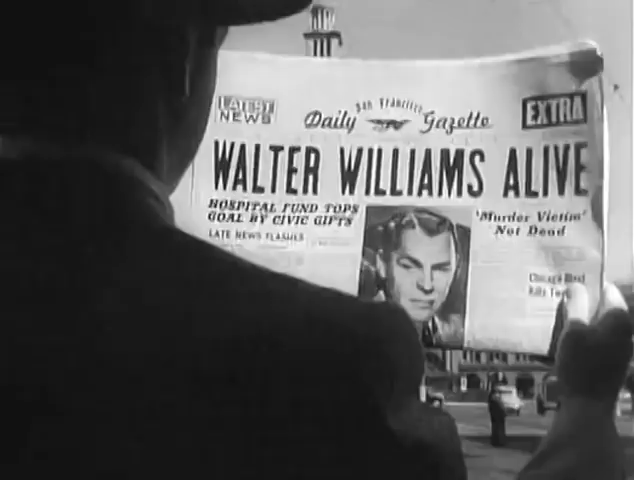 LATEST NEWS
San Francisco
Daily Gazette
EXTRA
WALTER WILLIAMS ALIVE
HOSPITAL FUND TOPS
GOAL BY CIVIC GIFTS
LATE NEWS FLASHES
'Murder Victim'
Not Dead
Chicago Blast
Kills